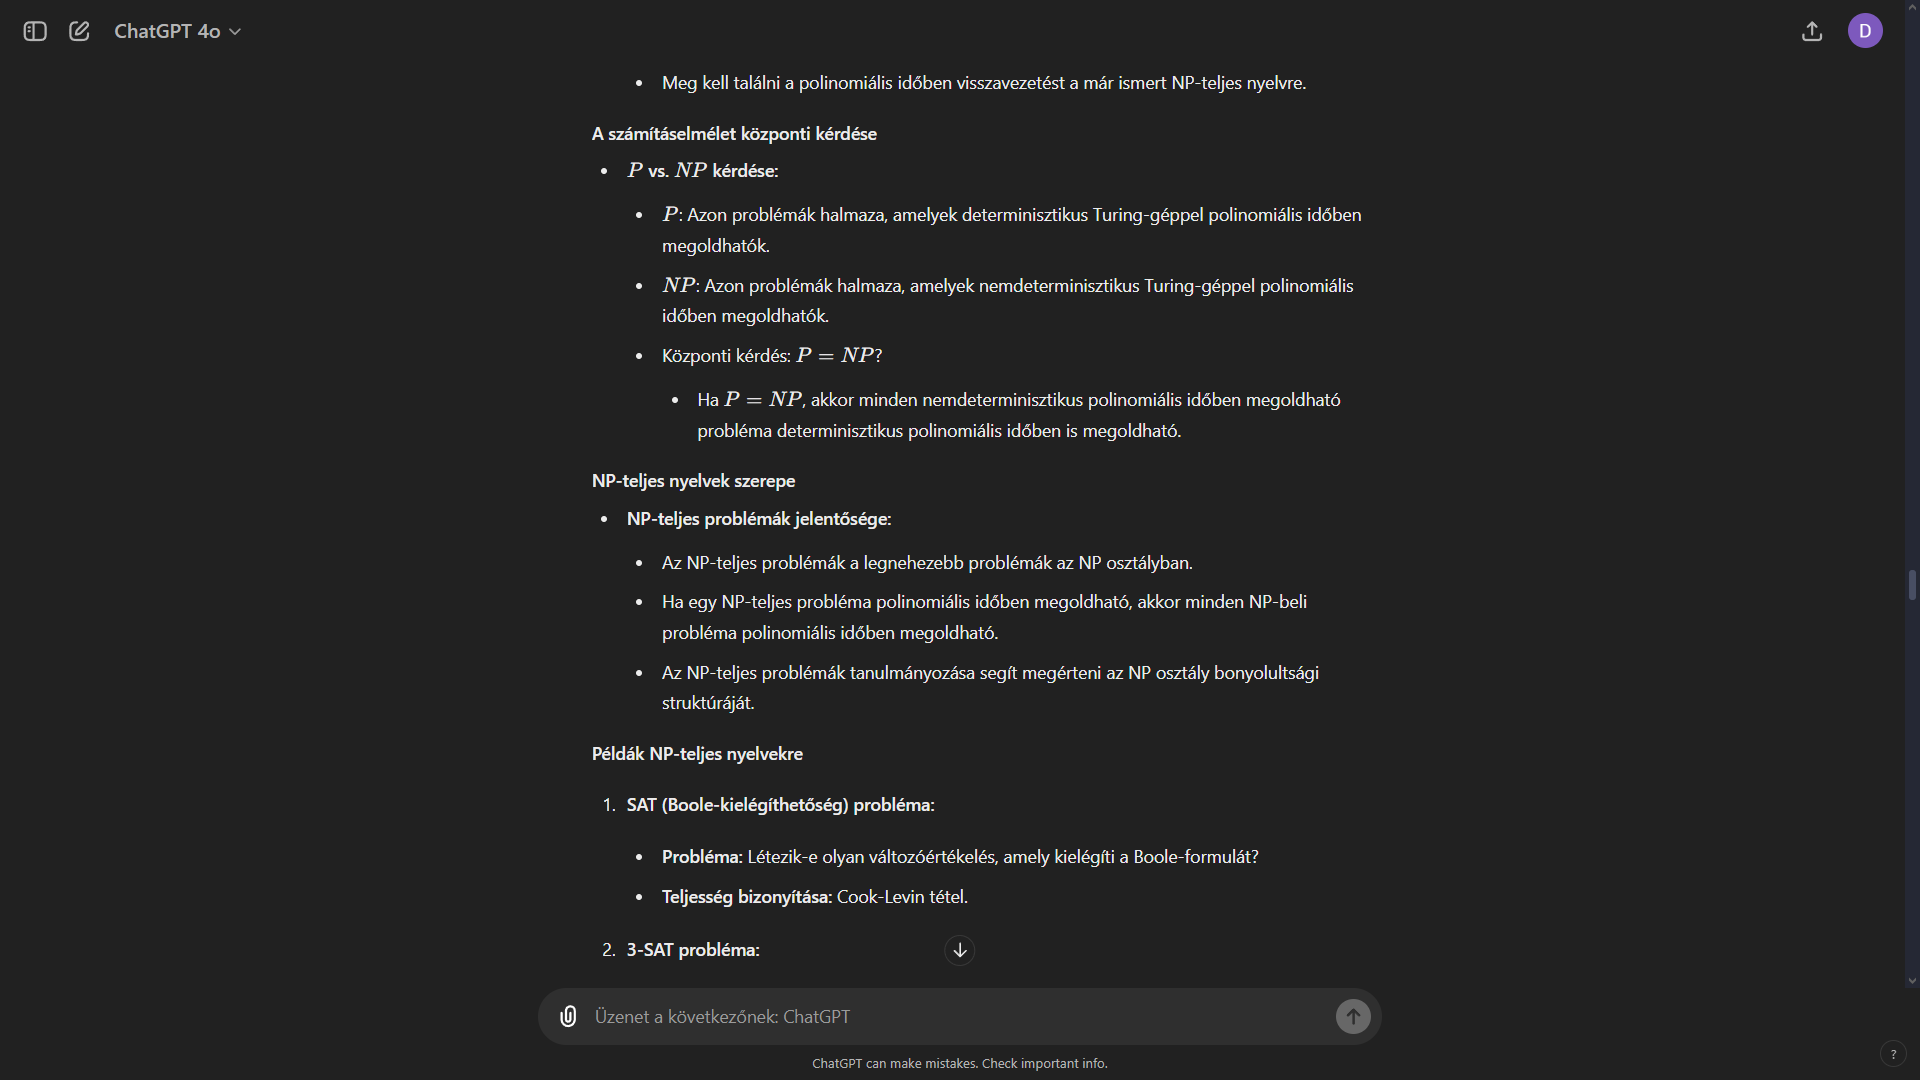 ChatGPT 4o
D
Meg kell találni a polinomiális időben visszavezetést a már ismert NP-teljes nyelvre.
A számításelmélet központi kérdése
P vs. NP kérdése:
P: Azon problémák halmaza, amelyek determinisztikus Turing-géppel polinomiális időben
megoldhatók.
NP: Azon problémák halmaza, amelyek nemdeterminisztikus Turing-géppel polinomiális
időben megoldhatók.
Központi kérdés: P = NP?
Ha P = NP, akkor minden nemdeterminisztikus polinomiális időben megoldható
probléma determinisztikus polinomiális időben is megoldható.
NP-teljes nyelvek szerepe
NP-teljes problémák jelentősége:
Az NP-teljes problémák a legnehezebb problémák az NP osztályban.
Ha egy NP-teljes probléma polinomiális időben megoldható, akkor minden NP-beli
probléma polinomiális időben megoldható.
Az NP-teljes problémák tanulmányozása segít megérteni az NP osztály bonyolultsági
struktúráját.
Példák NP-teljes nyelvekre
1. SAT (Boole-kielégíthetőség) probléma:
Probléma: Létezik-e olyan változóértékelés, amely kielégíti a Boole-formulát?
Teljesség bizonyítása: Cook-Levin tétel.
2. 3-SAT probléma:
Üzenet a következőnek: ChatGPT
ChatGPT can make mistakes. Check important info.
?